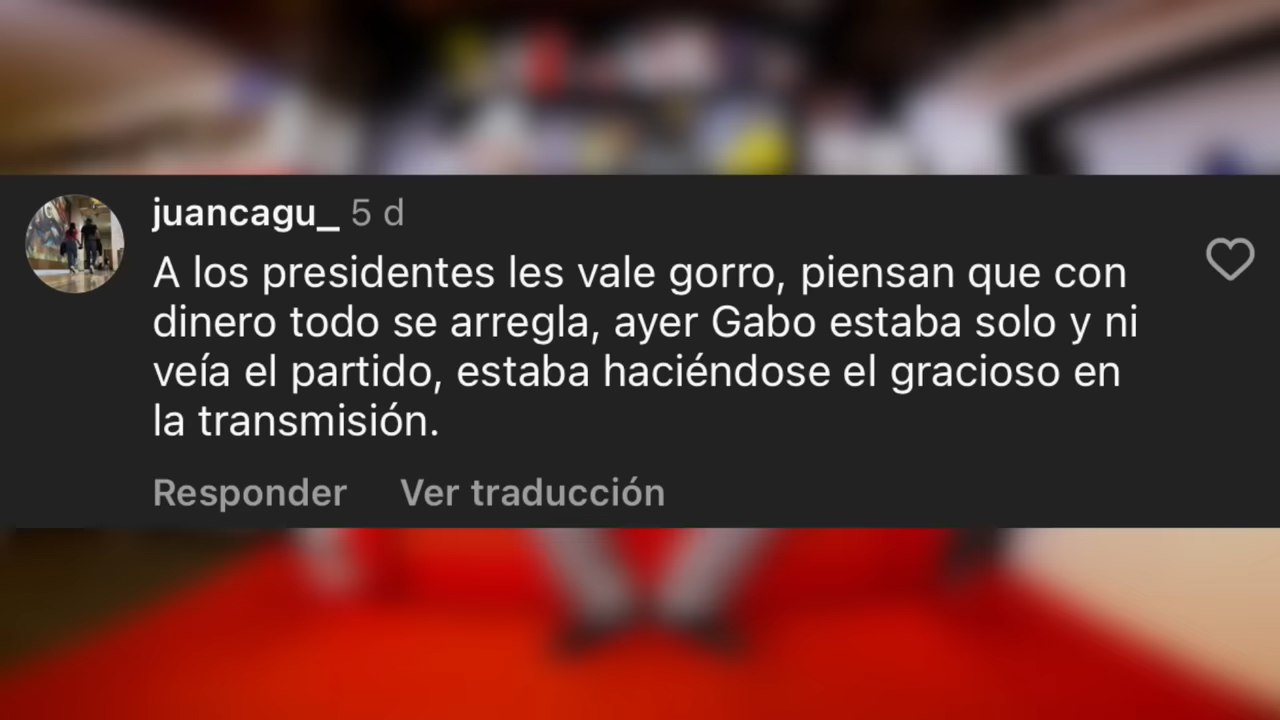 juancagu_ 5 d
A los presidentes les vale gorro, piensan que con
dinero todo se arregla, ayer Gabo estaba solo y ni
veía el partido, estaba haciéndose el gracioso en
la transmisión.
Responder Ver traducción